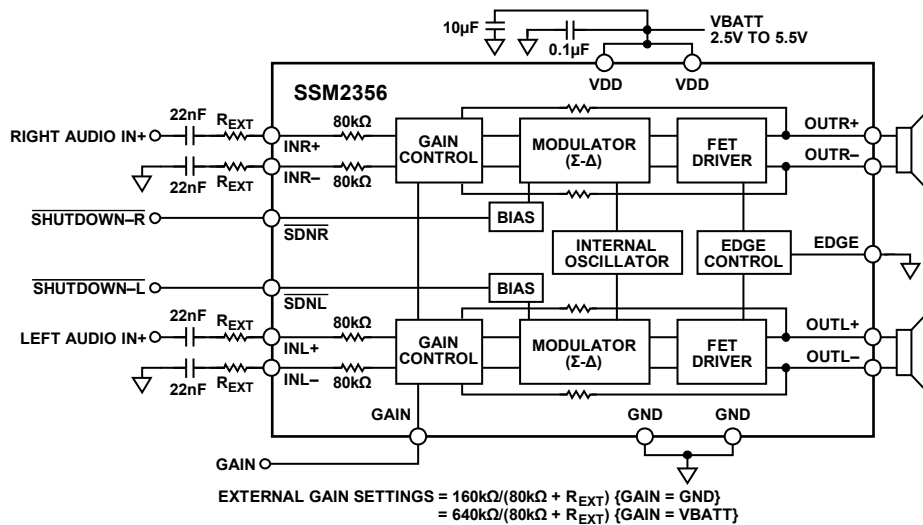 10µF
0.1µF
VBATT
2.5V TO 5.5V
VDD VDD
SSM2356
22nF REXT 80kΩ
RIGHT AUDIO IN+ INR+ GAIN CONTROL MODULATOR (Σ-Δ) FET DRIVER OUTR+
INR– OUTR–
22nF REXT 80kΩ
SHUTDOWN–R SDNR BIAS
INTERNAL OSCILLATOR EDGE CONTROL EDGE
SHUTDOWN–L SDNL BIAS
22nF REXT 80kΩ
LEFT AUDIO IN+ INL+ GAIN CONTROL MODULATOR (Σ-Δ) FET DRIVER OUTL+
INL– OUTL–
22nF REXT 80kΩ
GAIN GND GND
GAIN
EXTERNAL GAIN SETTINGS = 160kΩ/(80kΩ + REXT) {GAIN = GND}
= 640kΩ/(80kΩ + REXT) {GAIN = VBATT}